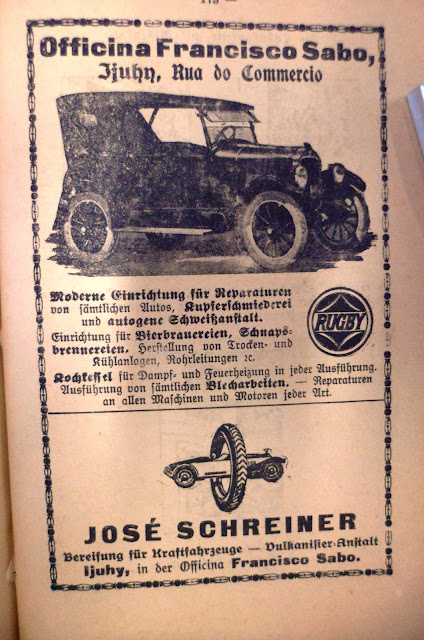 Officina Francisco Sabo,
Ijuhy, Rua do Commercio
Moderne Einrichtung für Reparaturen
von sämtlichen Autos, Kupferschmiederei
und autogene Schweißanstalt.
Einrichtung für Bierbrauereien, Schnaps-
brennereien, Herstellung von Trocken- und
Kühlanlagen, Rohrleitungen ꝛc.
RUGBY
Kochkessel für Dampf- und Feuerheizung in jeder Ausführung.
Ausführung von sämtlichen Blecharbeiten. — Reparaturen
an allen Maschinen und Motoren jeder Art.
JOSÉ SCHREINER
Bereifung für Kraftfahrzeuge — Vulkanisier-Anstalt
Ijuhy, in der Officina Francisco Sabo.